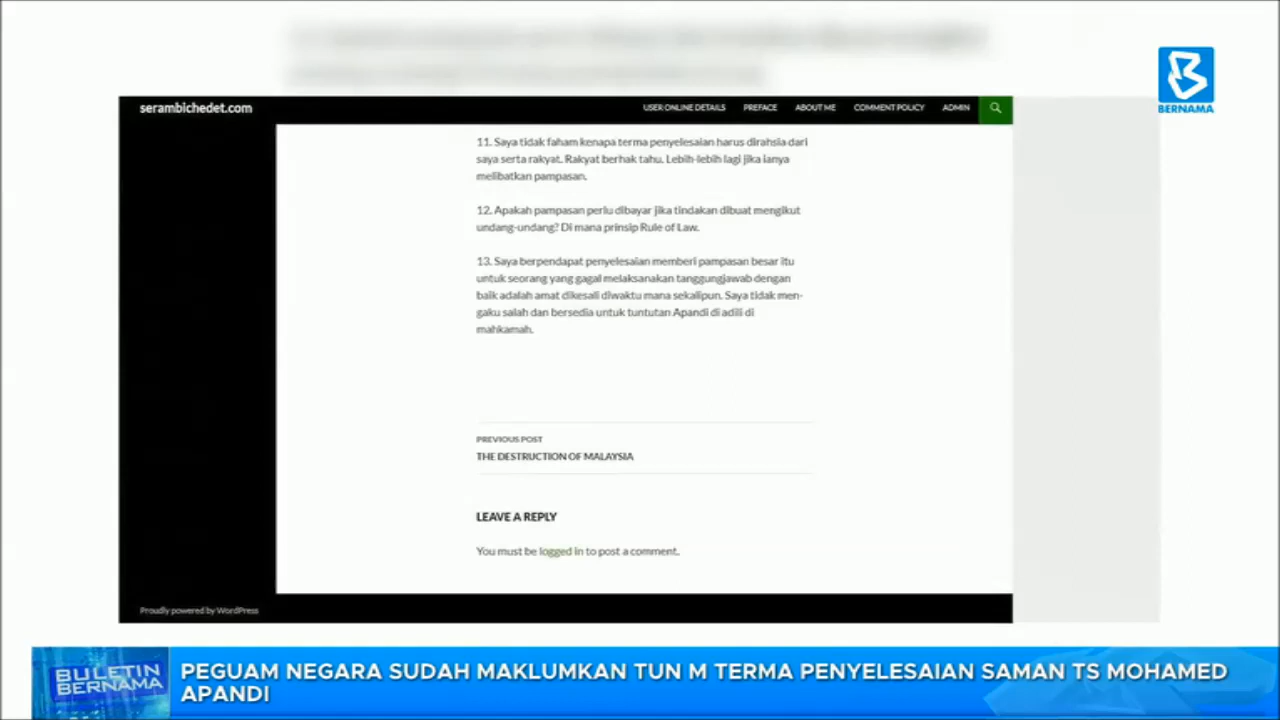 BERNAMA
serambichedet.com
USER ONLINE DETAILS PREFACE ABOUT ME COMMENT POLICY ADMIN
11. Saya tidak faham kenapa terma penyelesaian harus dirahsia dari
saya serta rakyat. Rakyat berhak tahu. Lebih-lebih lagi jika ianya
melibatkan pampasan.
12. Apakah pampasan perlu dibayar jika tindakan dibuat mengikut
undang-undang? Di mana prinsip Rule of Law.
13. Saya berpendapat penyelesaian memberi pampasan besar itu
untuk seorang yang gagal melaksanakan tanggungjawab dengan
baik adalah amat dikesali diwaktu mana sekalipun. Saya tidak men-
gaku salah dan bersedia untuk tuntutan Apandi di adili di
mahkamah.
PREVIOUS POST
THE DESTRUCTION OF MALAYSIA
LEAVE A REPLY
You must be logged in to post a comment.
Proudly powered by WordPress
BULETIN
BERNAMA
PEGUAM NEGARA SUDAH MAKLUMKAN TUN M TERMA PENYELESAIAN SAMAN TS MOHAMED
APANDI